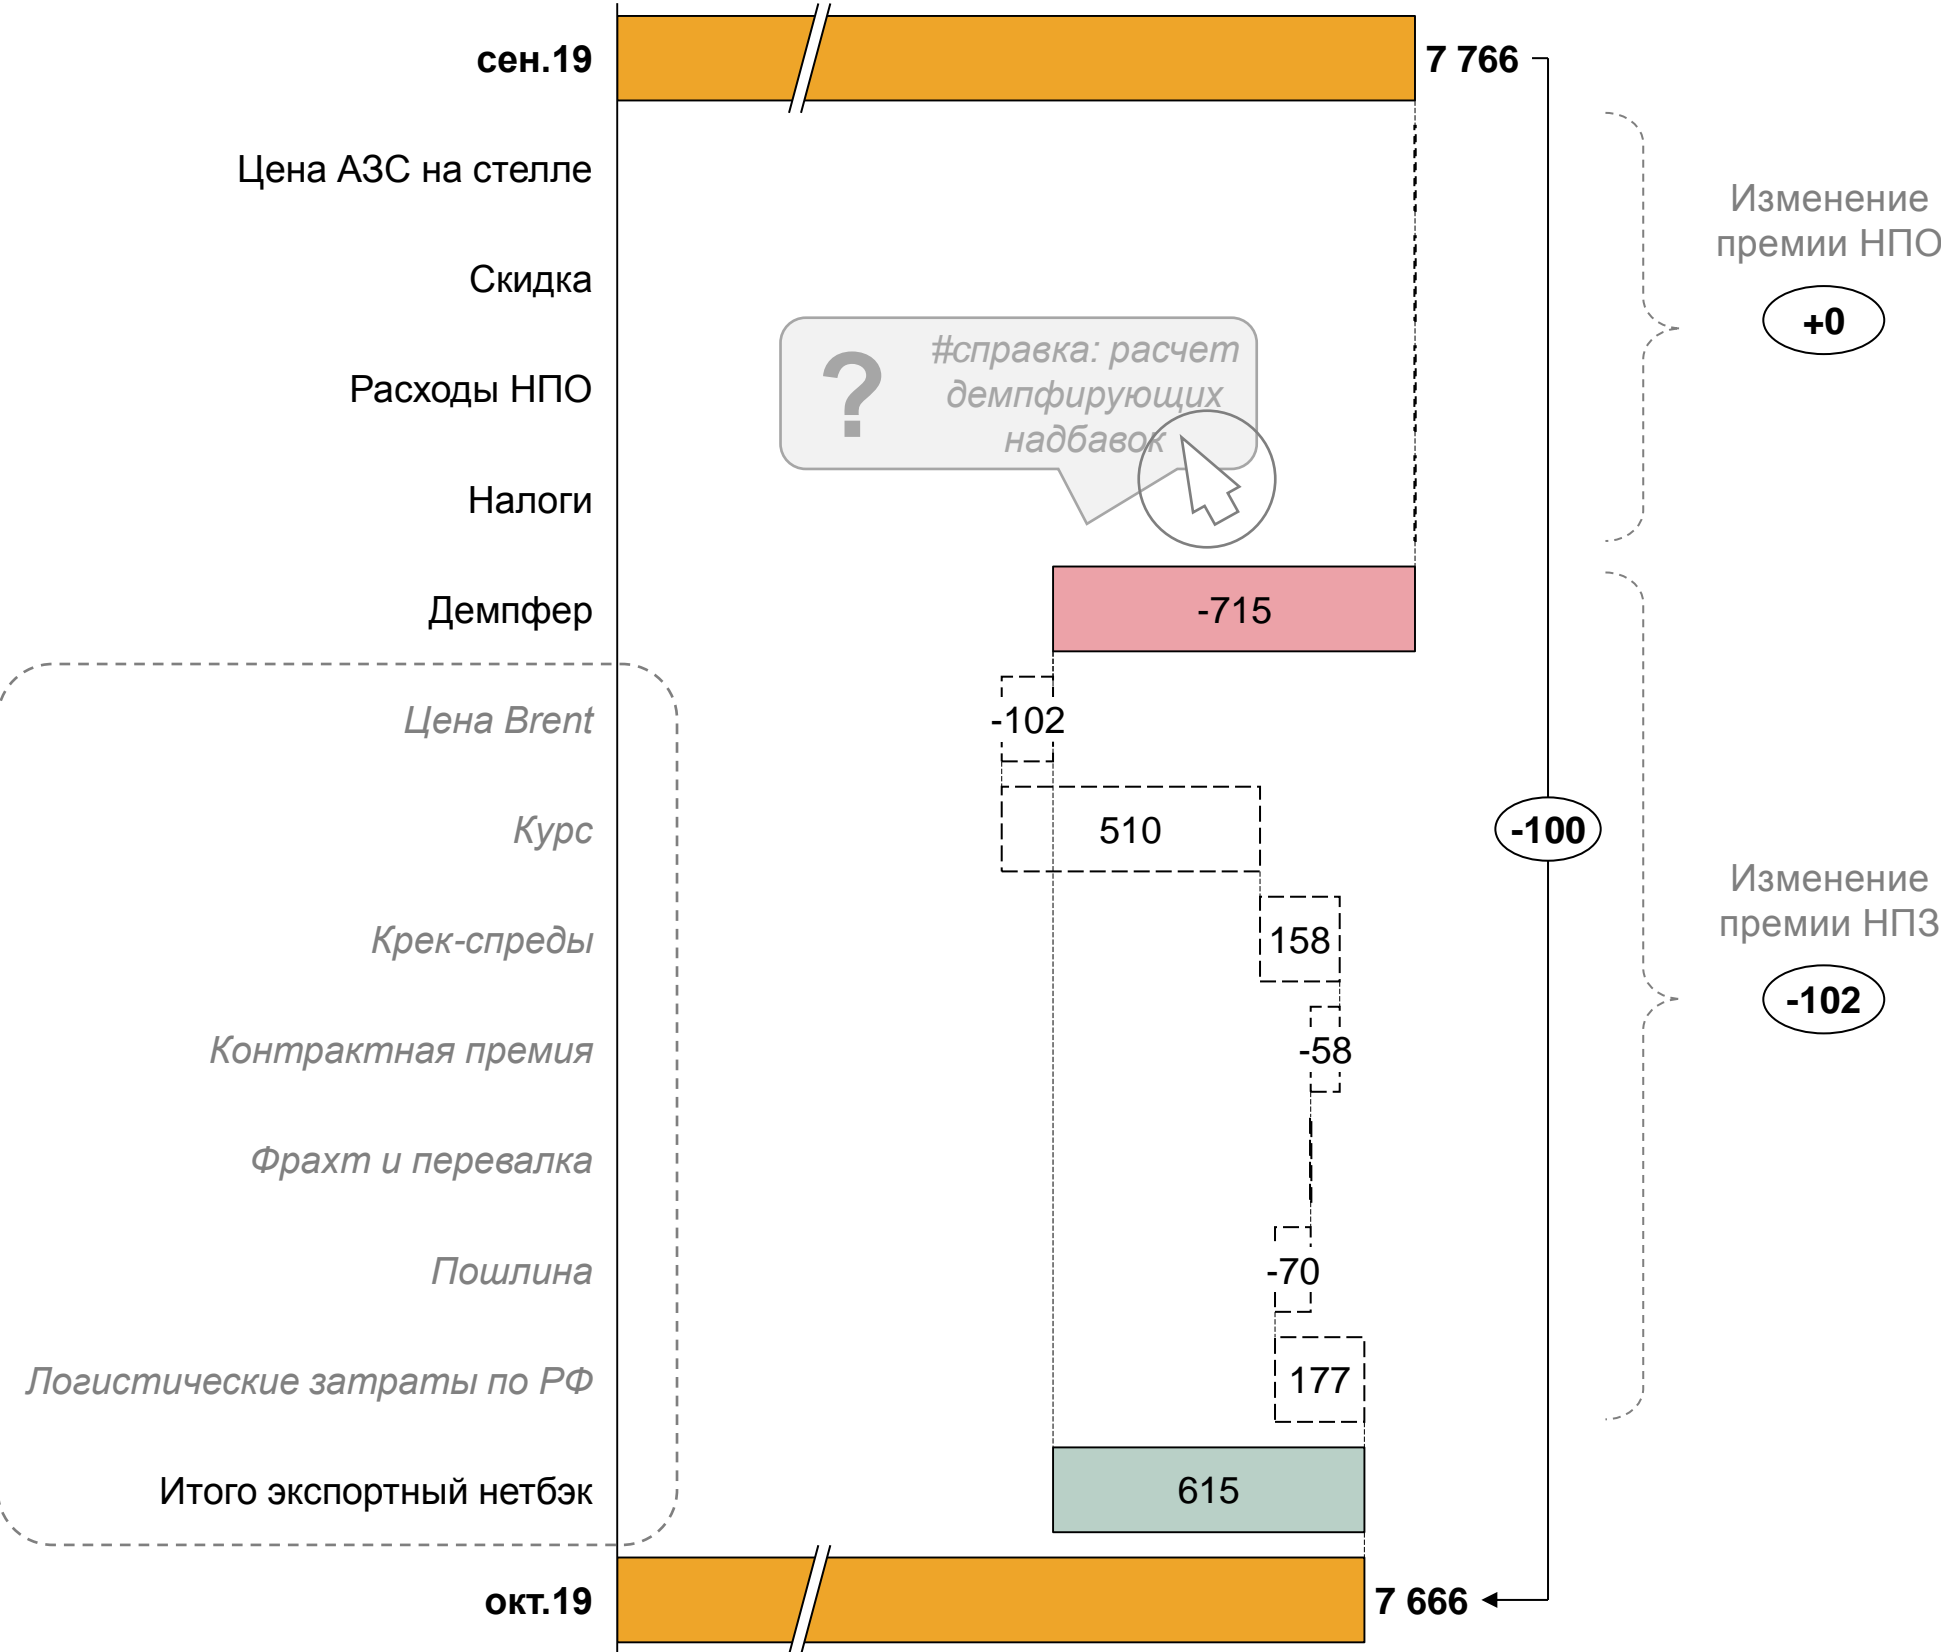 сен.19
7 766
Цена АЗС на стелле
Изменение
премии НПО
+0
Скидка
?
#справка: расчет
демпфирующих
надбавок
Расходы НПО
Налоги
Демпфер
-715
Цена Brent
-102
Курс
510
-100
Крек-спреды
158
Изменение
премии НПЗ
-102
Контрактная премия
-58
Фрахт и перевалка
Пошлина
-70
Логистические затраты по РФ
177
Итого экспортный нетбэк
615
окт.19
7 666